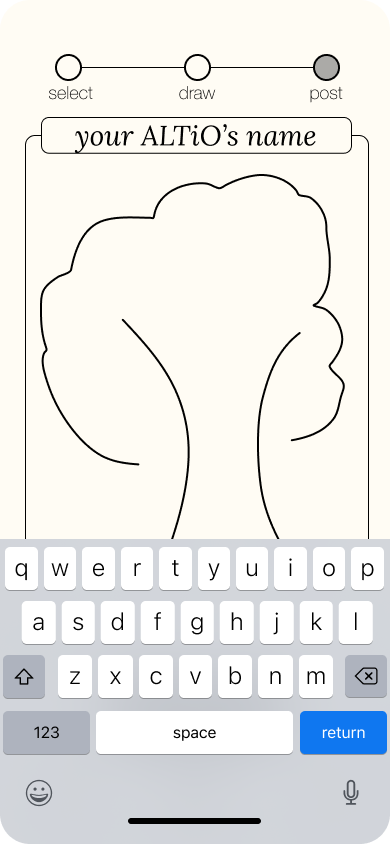 select draw post
your ALTiO's name
q w e r t y u i o p
a s d f g h j k l
z x c v b n m
123 space return